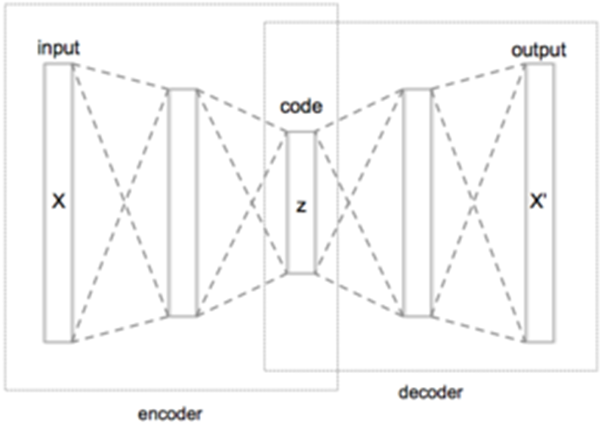 input
output
code
X
z
X'
decoder
encoder